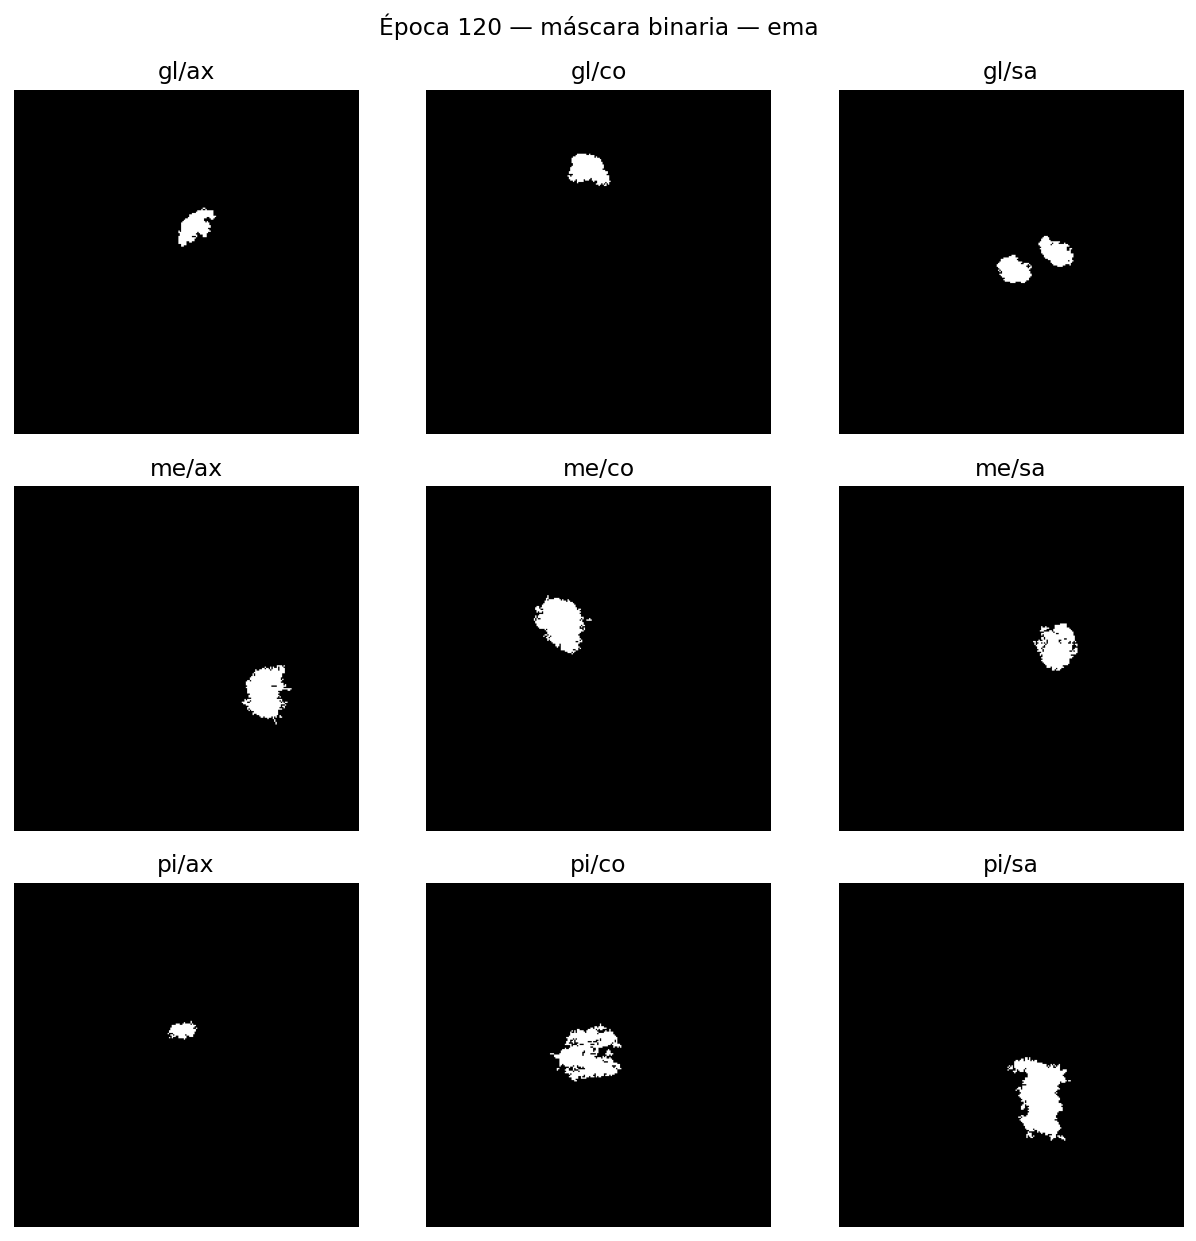 Época 120 — máscara binaria — ema
gl/ax
gl/co
gl/sa
me/ax
me/co
me/sa
pi/ax
pi/co
pi/sa